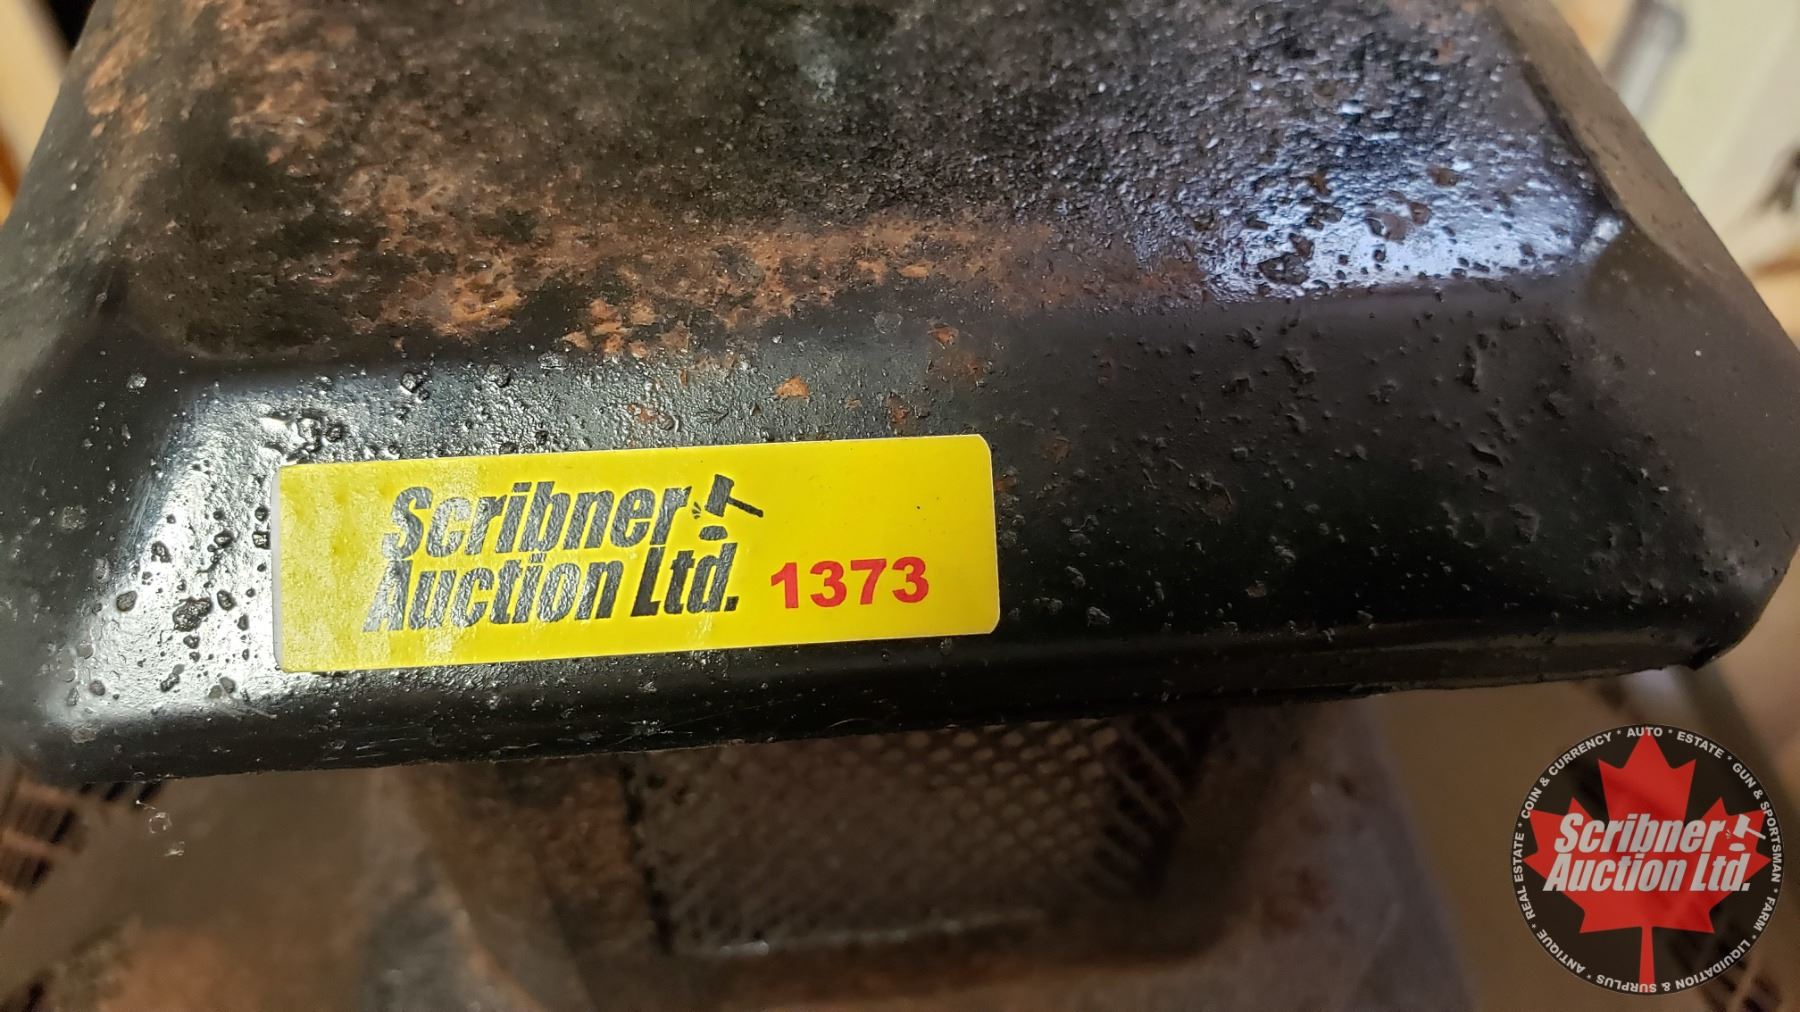 Scribner
Auction Ltd. 1373
REAL ESTATE * COIN & CURRENCY * AUTO * ESTATE * GUN & SPORTSMAN * FARM * LIQUIDATION & SURPLUS * ANTIQUE *
Scribner
Auction Ltd.